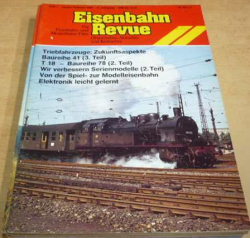 Eisenbahn
Revue
Triebfahrzeuge: Zukunftsaspekte
Baureihe 41 (3. Teil)
T 18 — Baureihe 78 (2. Teil)
Wir verbessern Serienmodelle (2. Teil)
Von der Spiel- zur Modelleisenbahn
Elektronik leicht gelernt